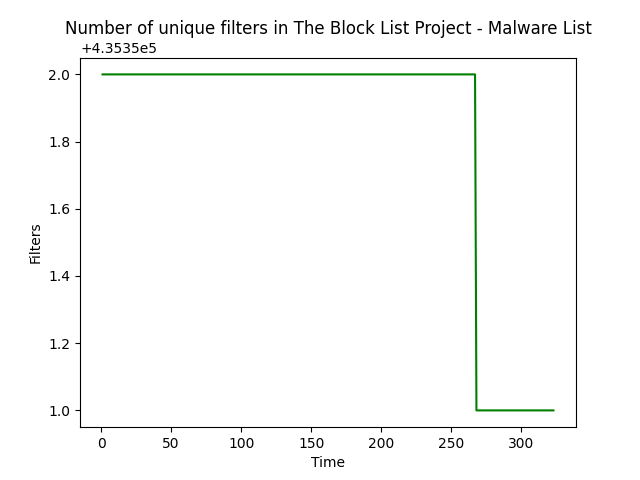 Number of unique filters in The Block List Project - Malware List
+4.3535e5
2.0
1.8
1.6
1.4
1.2
1.0
Filters
0 50 100 150 200 250 300
Time